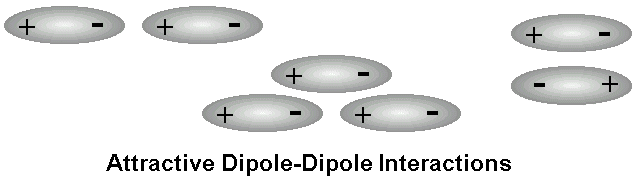 + - + -
+ -
+ -
- +
+ - + -
Attractive Dipole-Dipole Interactions